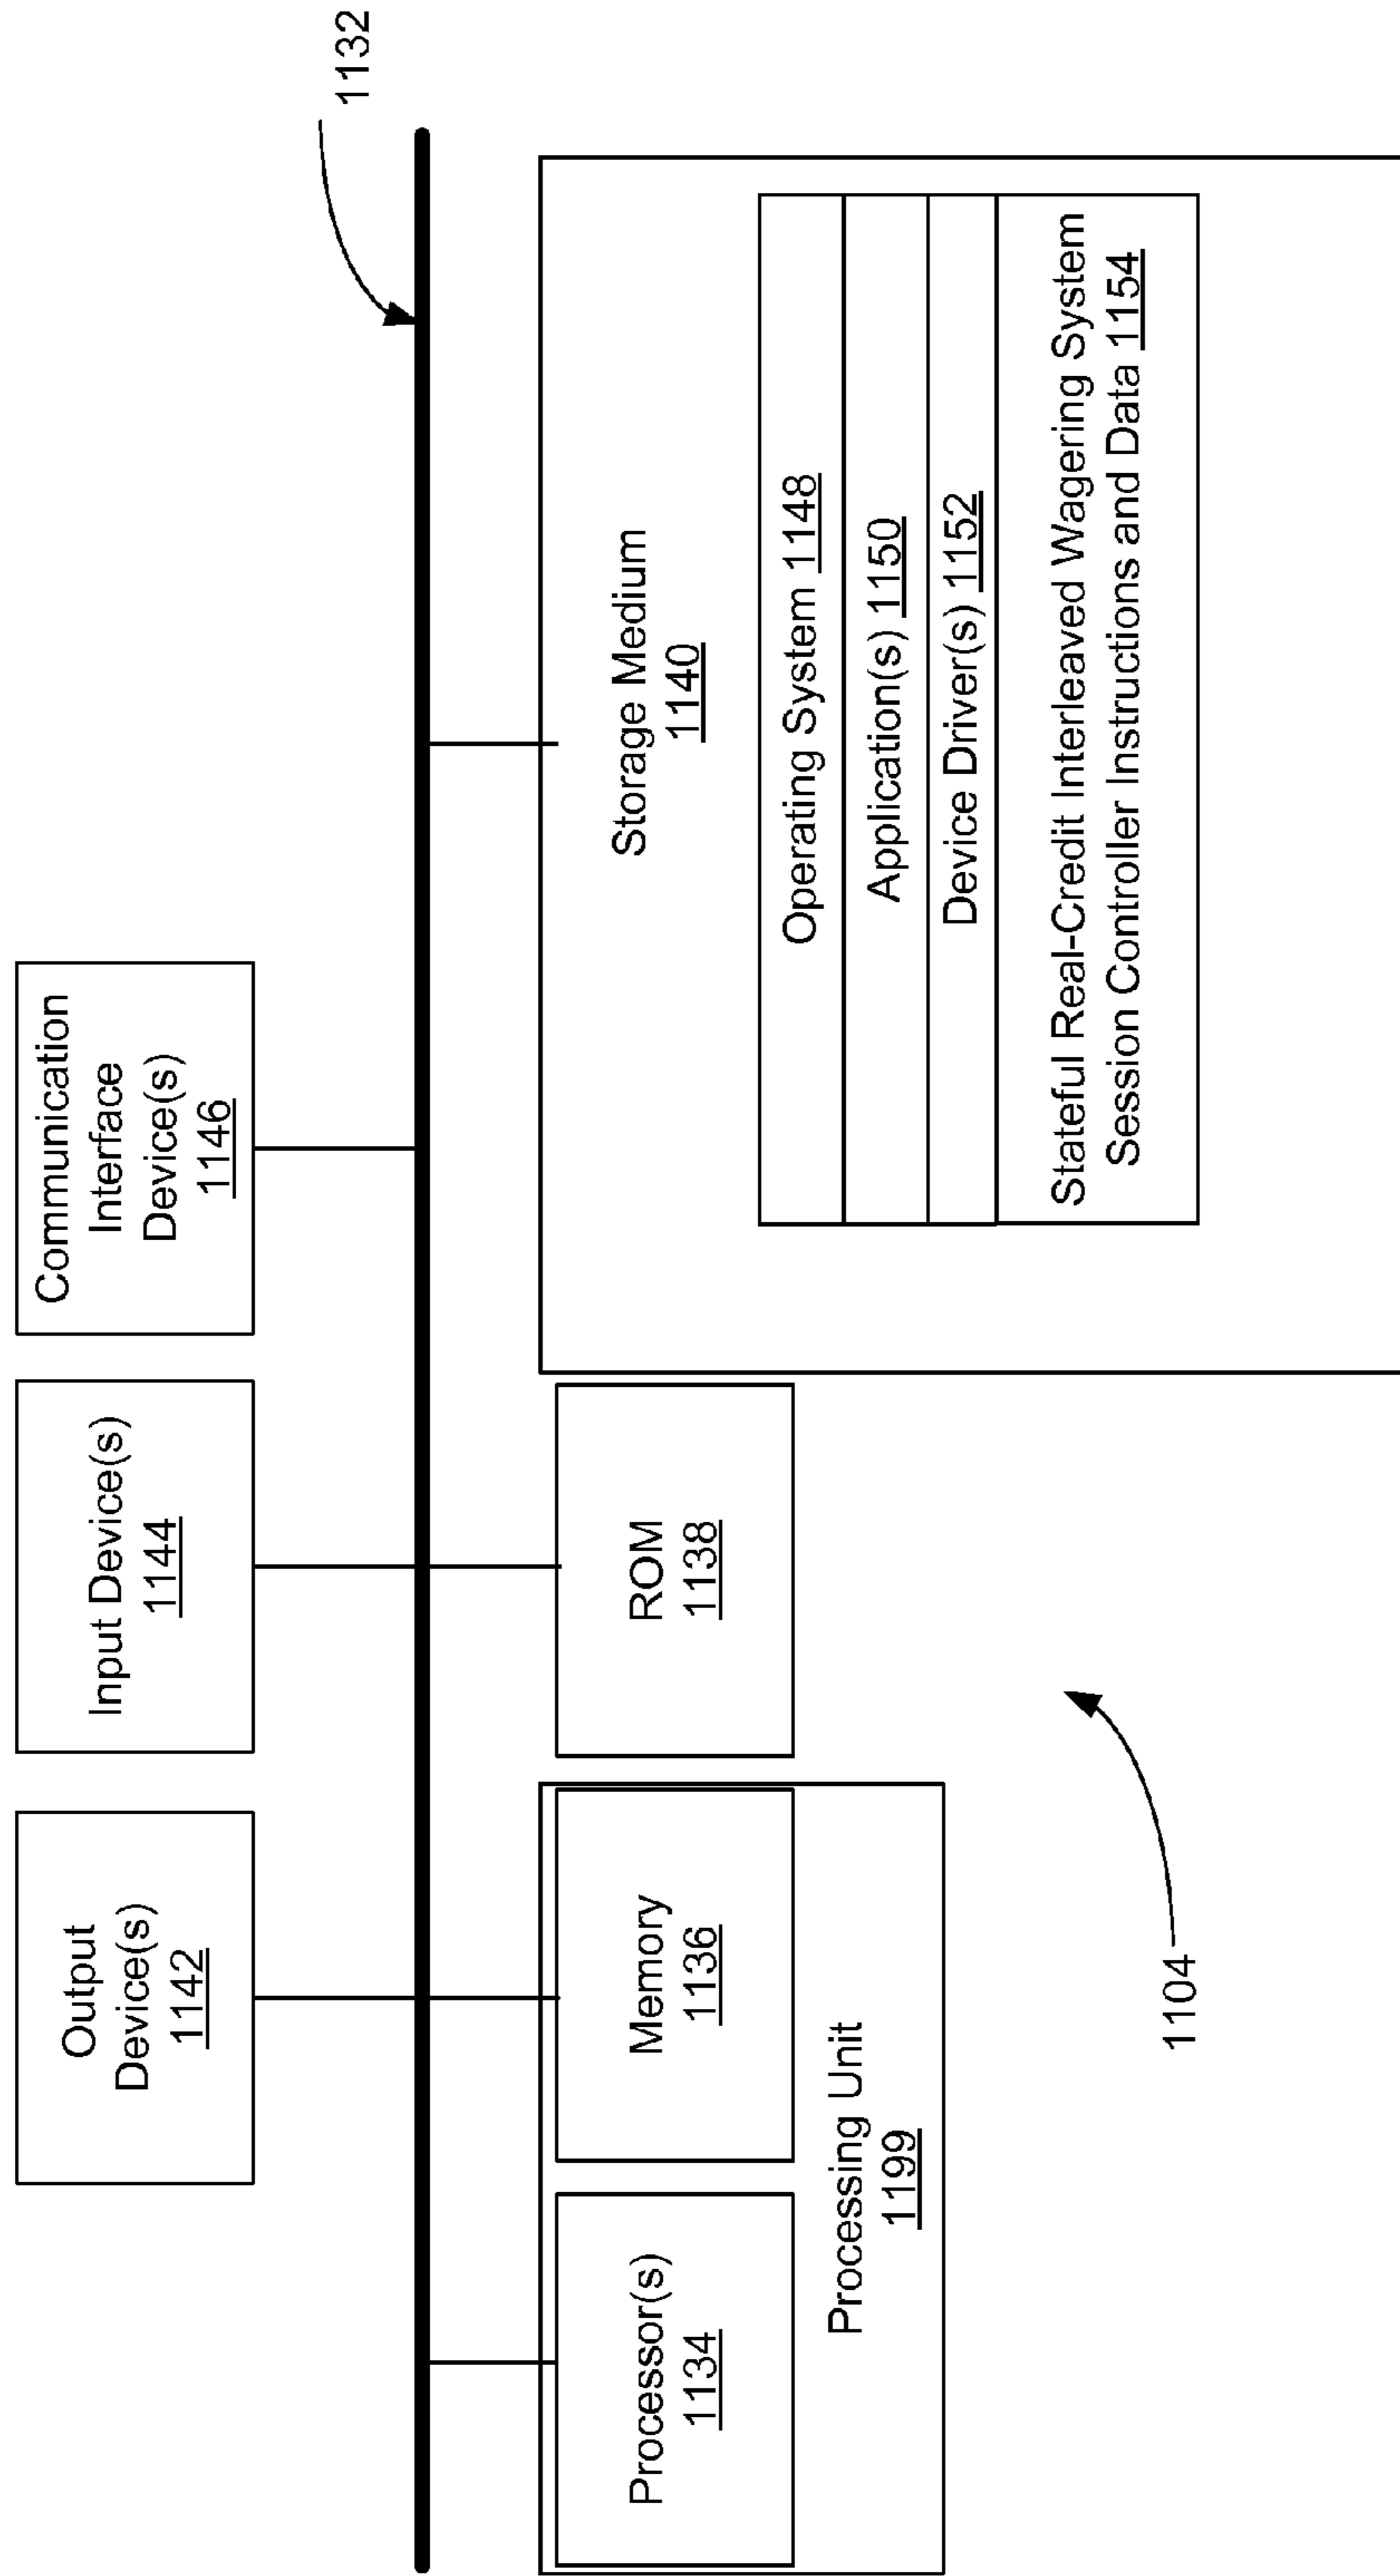 Output
Device(s)
1142
Input Device(s)
1144
Communication
Interface
Device(s)
1146
1132
Processor(s)
1134
Memory
1136
Processing Unit
1199
ROM
1138
Storage Medium
1140
Operating System 1148
Application(s) 1150
Device Driver(s) 1152
Stateful Real-Credit Interleaved Wagering System
Session Controller Instructions and Data 1154
1104